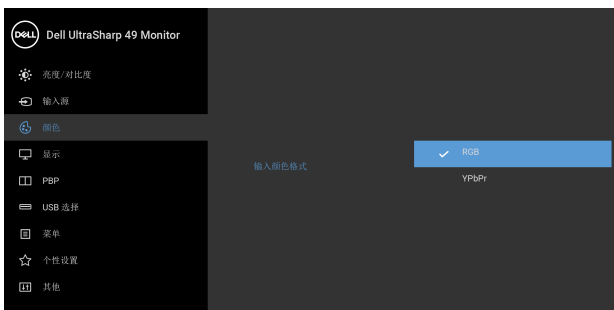 DELL
Dell UltraSharp 49 Monitor
亮度/对比度
输入源
颜色
显示
PBP
USB 选择
菜单
个性设置
其他
输入颜色格式
RGB
YPbPr